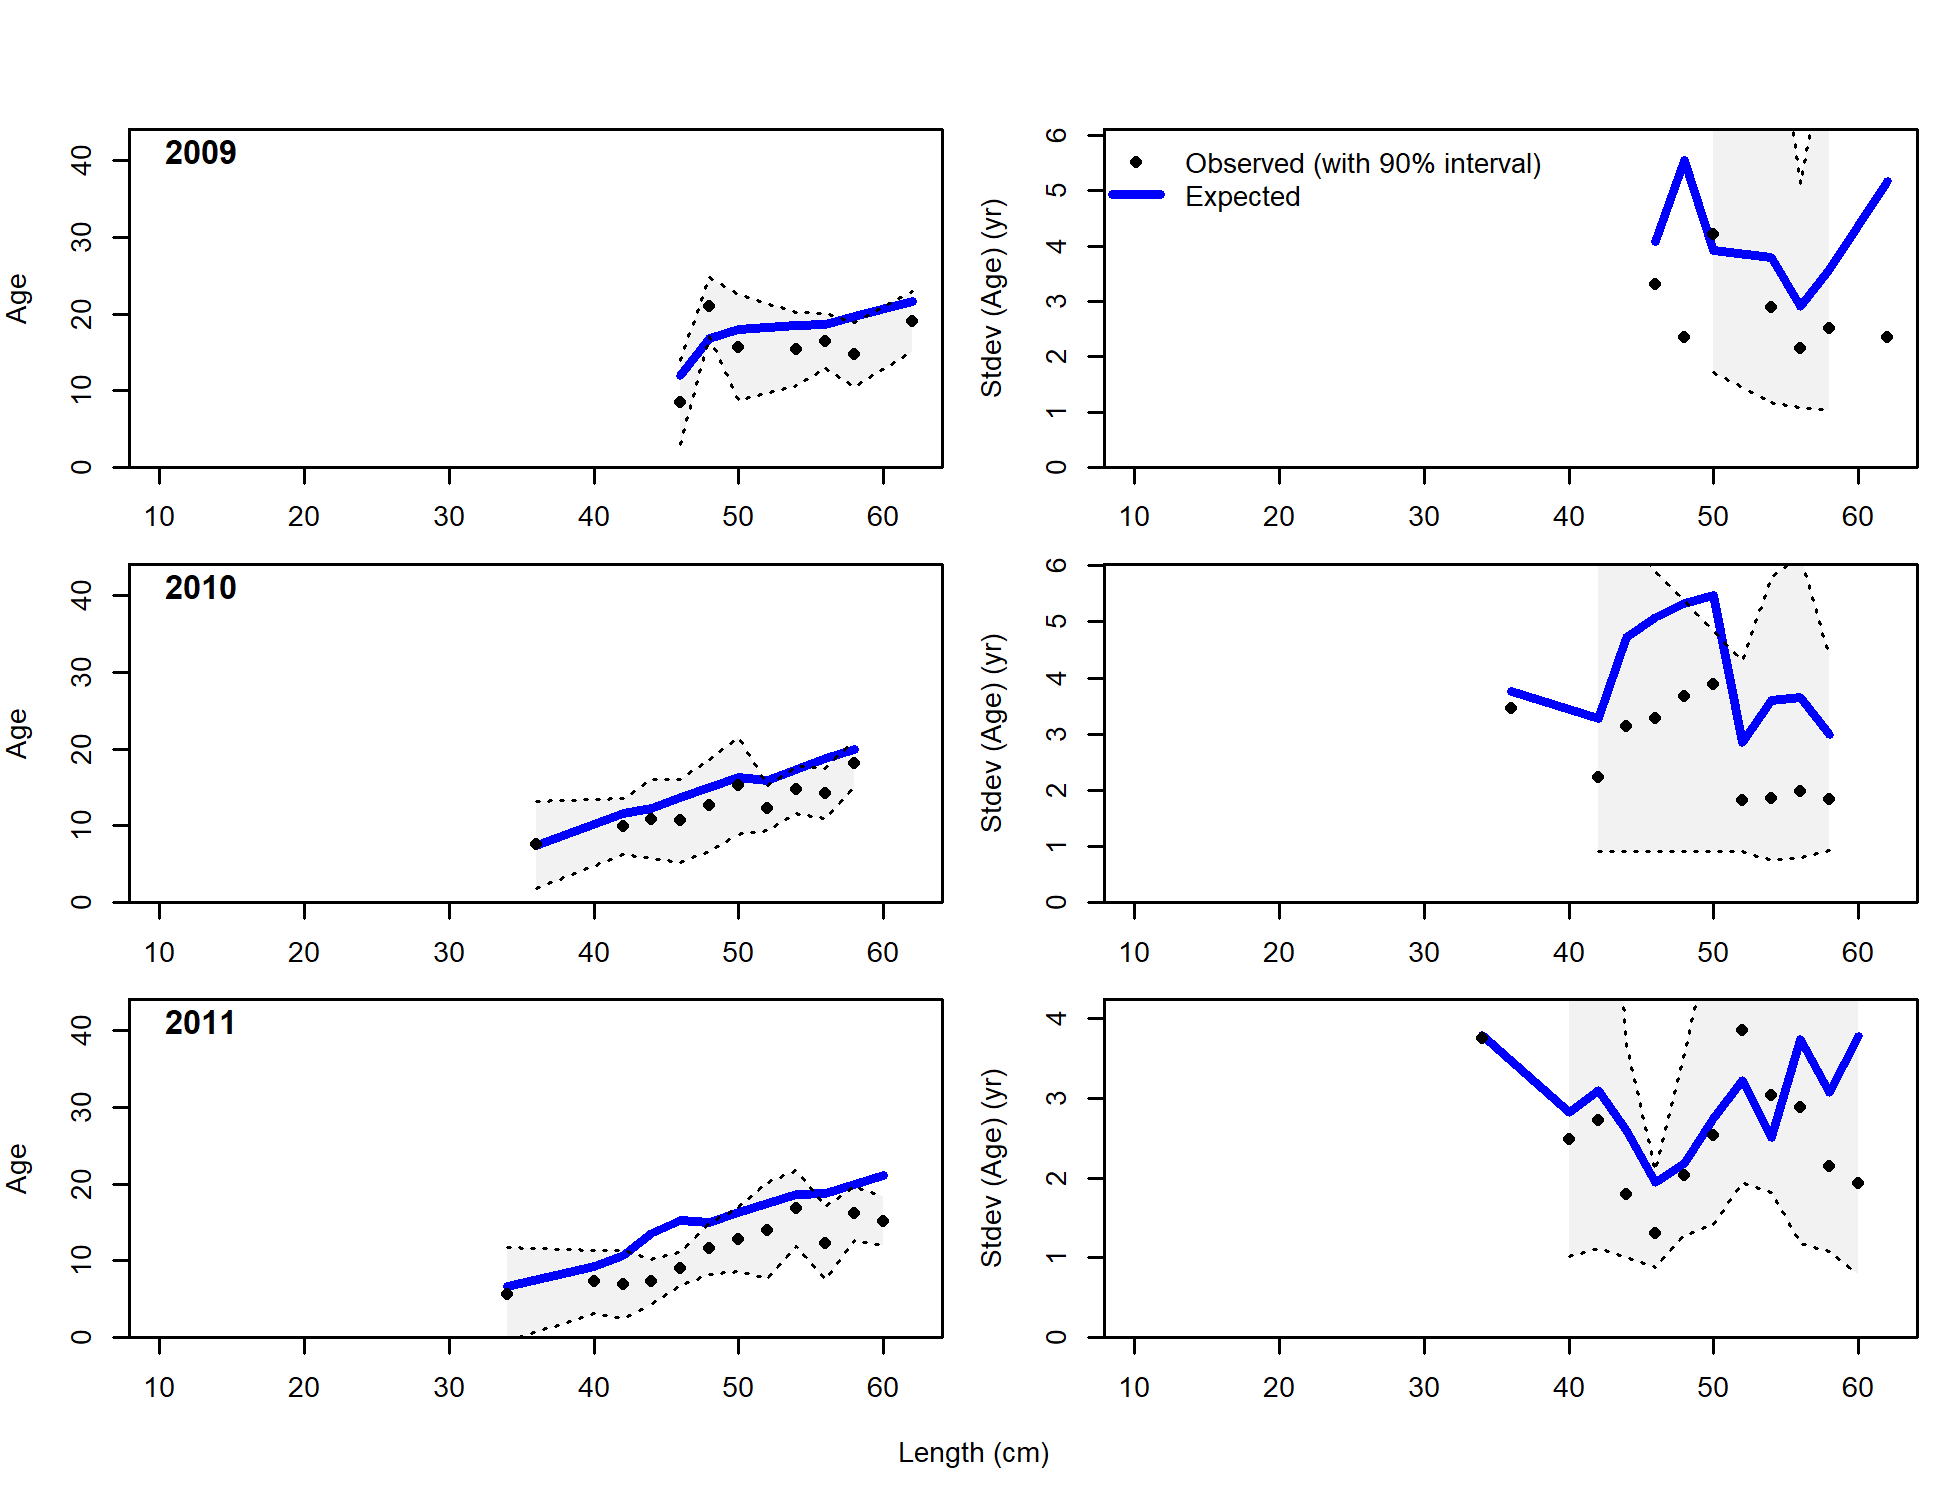 2009
Age
0 10 20 30 40
10 20 30 40 50 60
Observed (with 90% interval)
Expected
Stdev (Age) (yr)
0 1 2 3 4 5 6
10 20 30 40 50 60
2010
Age
0 10 20 30 40
10 20 30 40 50 60
Stdev (Age) (yr)
0 1 2 3 4 5 6
10 20 30 40 50 60
2011
Age
0 10 20 30 40
10 20 30 40 50 60
Stdev (Age) (yr)
0 1 2 3 4
10 20 30 40 50 60
Length (cm)